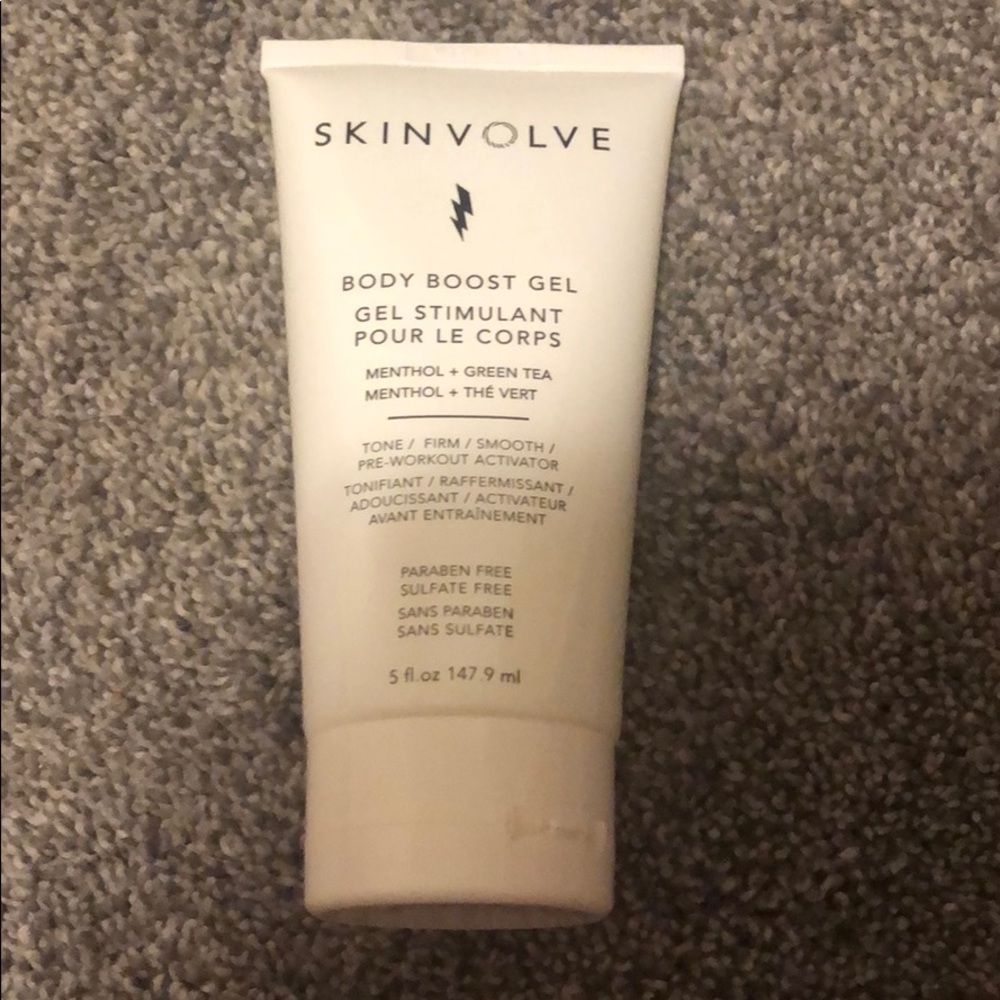 SKINVOLVE
BODY BOOST GEL
GEL STIMULANT
POUR LE CORPS
MENTHOL + GREEN TEA
MENTHOL + THÉ VERT
TONE / FIRM / SMOOTH /
PRE-WORKOUT ACTIVATOR
TONIFIANT / RAFFERMISSANT /
ADOUCISSANT / ACTIVATEUR
AVANT ENTRAÎNEMENT
PARABEN FREE
SULFATE FREE
SANS PARABEN
SANS SULFATE
5 fl.oz 147.9 ml